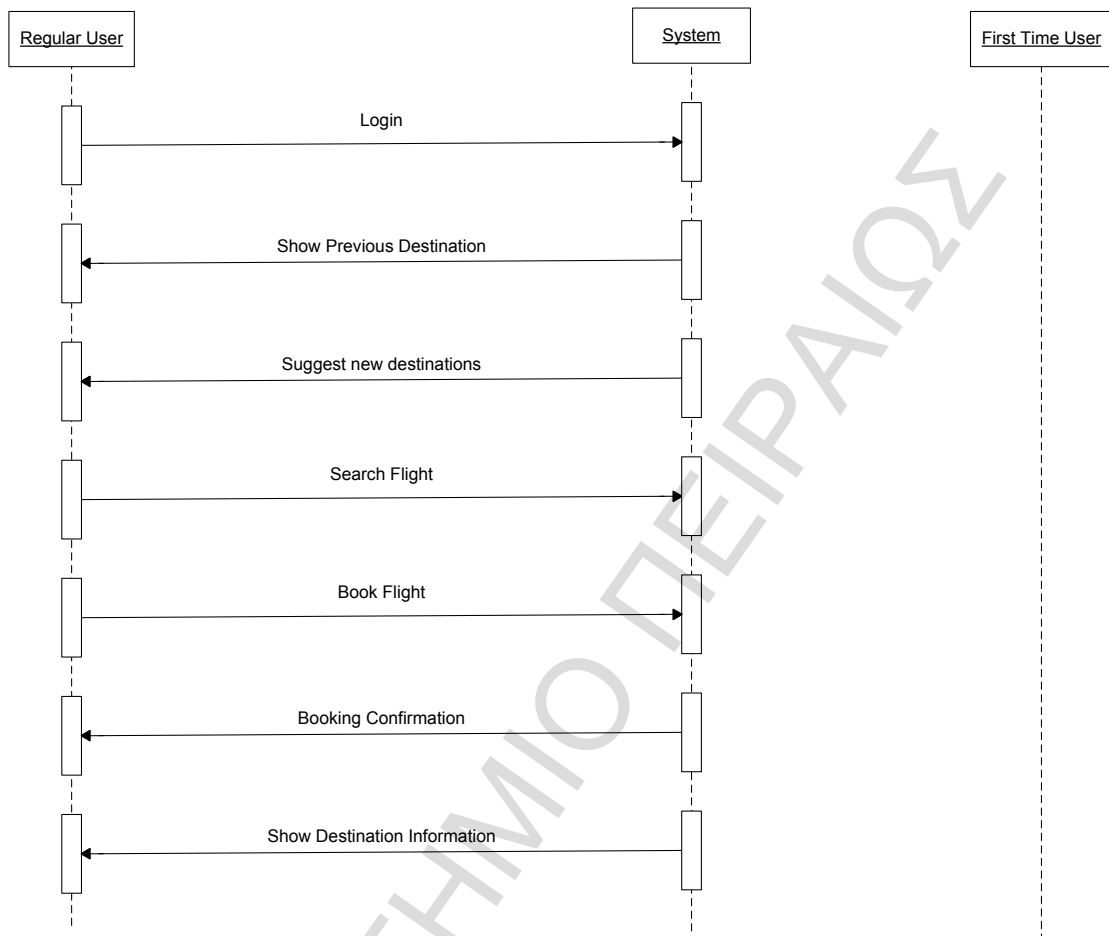 Regular User
System
First Time User
Login
Show Previous Destination
Suggest new destinations
Search Flight
Book Flight
Booking Confirmation
Show Destination Information
ΤΗΜΙΟ ΠΕΙΡΑΙΩΣ